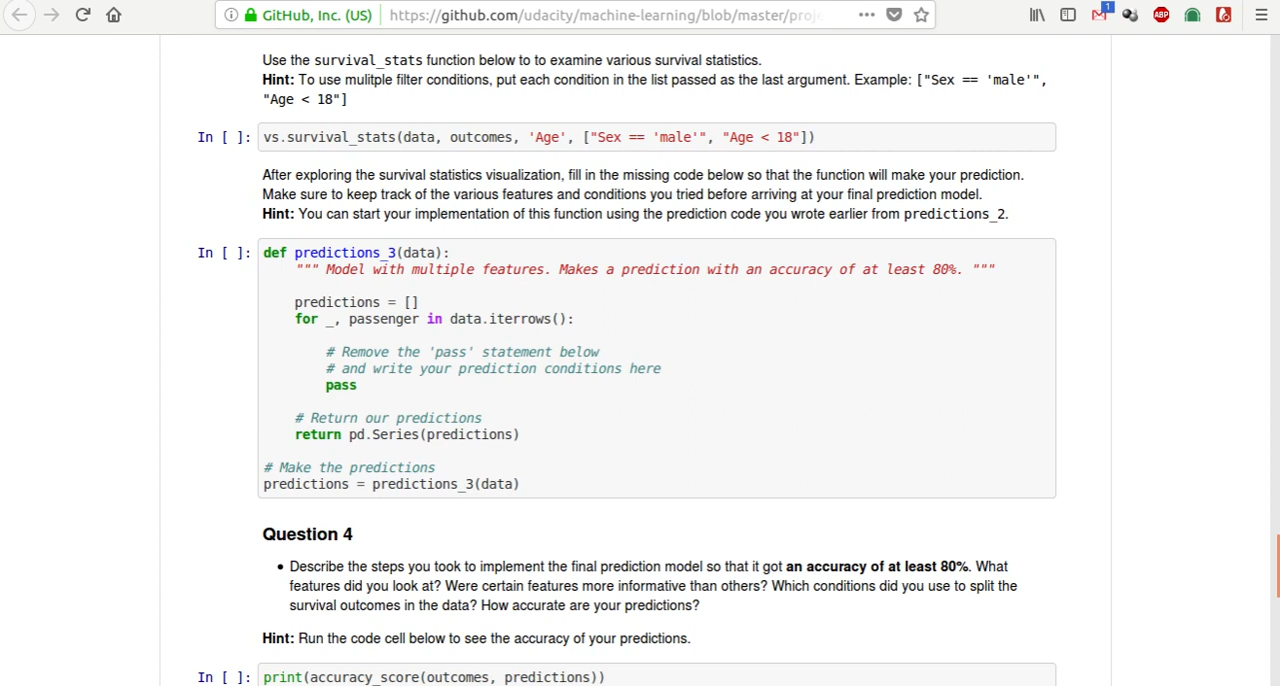 GitHub, Inc. (US) https://github.com/udacity/machine-learning/blob/master/proje
1
ABP
Use the survival_stats function below to to examine various survival statistics.
Hint: To use mulitple filter conditions, put each condition in the list passed as the last argument. Example: ["Sex == 'male'",
"Age < 18"]
In [ ]: vs.survival_stats(data, outcomes, 'Age', ["Sex == 'male'", "Age < 18"])
After exploring the survival statistics visualization, fill in the missing code below so that the function will make your prediction.
Make sure to keep track of the various features and conditions you tried before arriving at your final prediction model.
Hint: You can start your implementation of this function using the prediction code you wrote earlier from predictions_2.
In [ ]: def predictions_3(data):
""" Model with multiple features. Makes a prediction with an accuracy of at least 80%. """
predictions = []
for _, passenger in data.iterrows():
# Remove the 'pass' statement below
# and write your prediction conditions here
pass
# Return our predictions
return pd.Series(predictions)
# Make the predictions
predictions = predictions_3(data)
Question 4
• Describe the steps you took to implement the final prediction model so that it got an accuracy of at least 80%. What
features did you look at? Were certain features more informative than others? Which conditions did you use to split the
survival outcomes in the data? How accurate are your predictions?
Hint: Run the code cell below to see the accuracy of your predictions.
In [ ]: print(accuracy_score(outcomes, predictions))